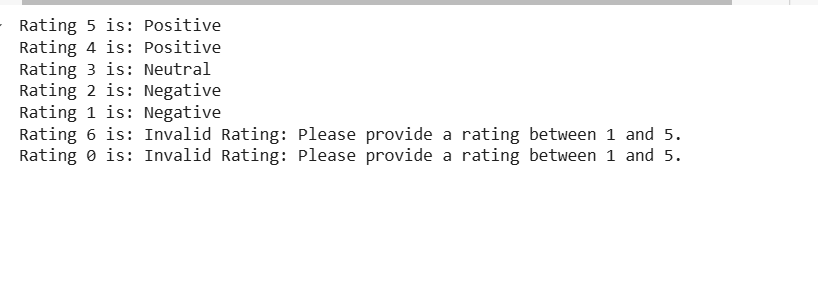 Rating 5 is: Positive
Rating 4 is: Positive
Rating 3 is: Neutral
Rating 2 is: Negative
Rating 1 is: Negative
Rating 6 is: Invalid Rating: Please provide a rating between 1 and 5.
Rating 0 is: Invalid Rating: Please provide a rating between 1 and 5.